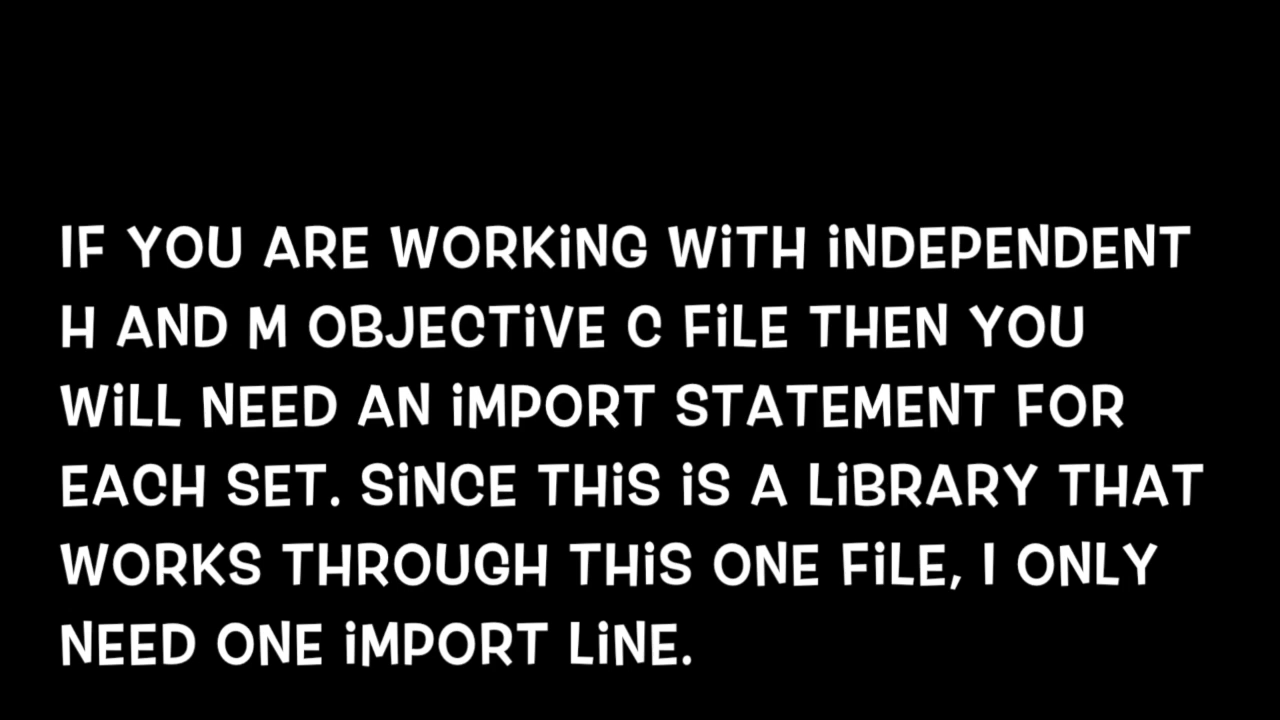 IF YOU ARE WORKING WITH INDEPENDENT
H AND M OBJECTIVE C FILE THEN YOU
WILL NEED AN IMPORT STATEMENT FOR
EACH SET. SINCE THIS IS A LIBRARY THAT
WORKS THROUGH THIS ONE FILE, I ONLY
NEED ONE IMPORT LINE.